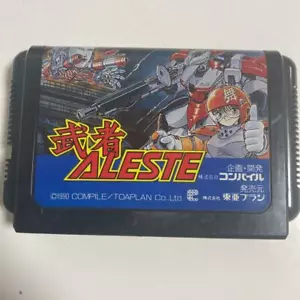 武者
ALESTE
企画・開発
株式会社 コンパイル
発売元
©1990 COMPILE/TOAPLAN Co.Ltd.
株式会社 東亜プラン